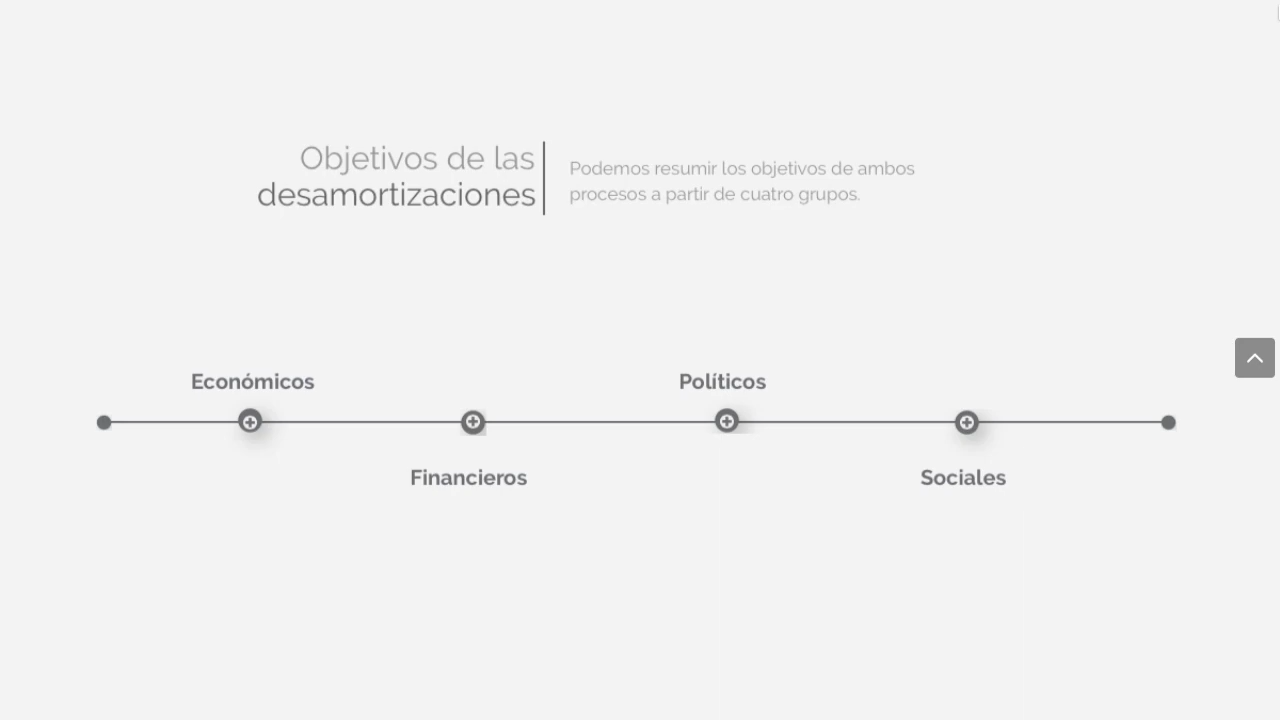 Objetivos de las
desamortizaciones
Podemos resumir los objetivos de ambos
procesos a partir de cuatro grupos.
Económicos
Políticos
Financieros
Sociales